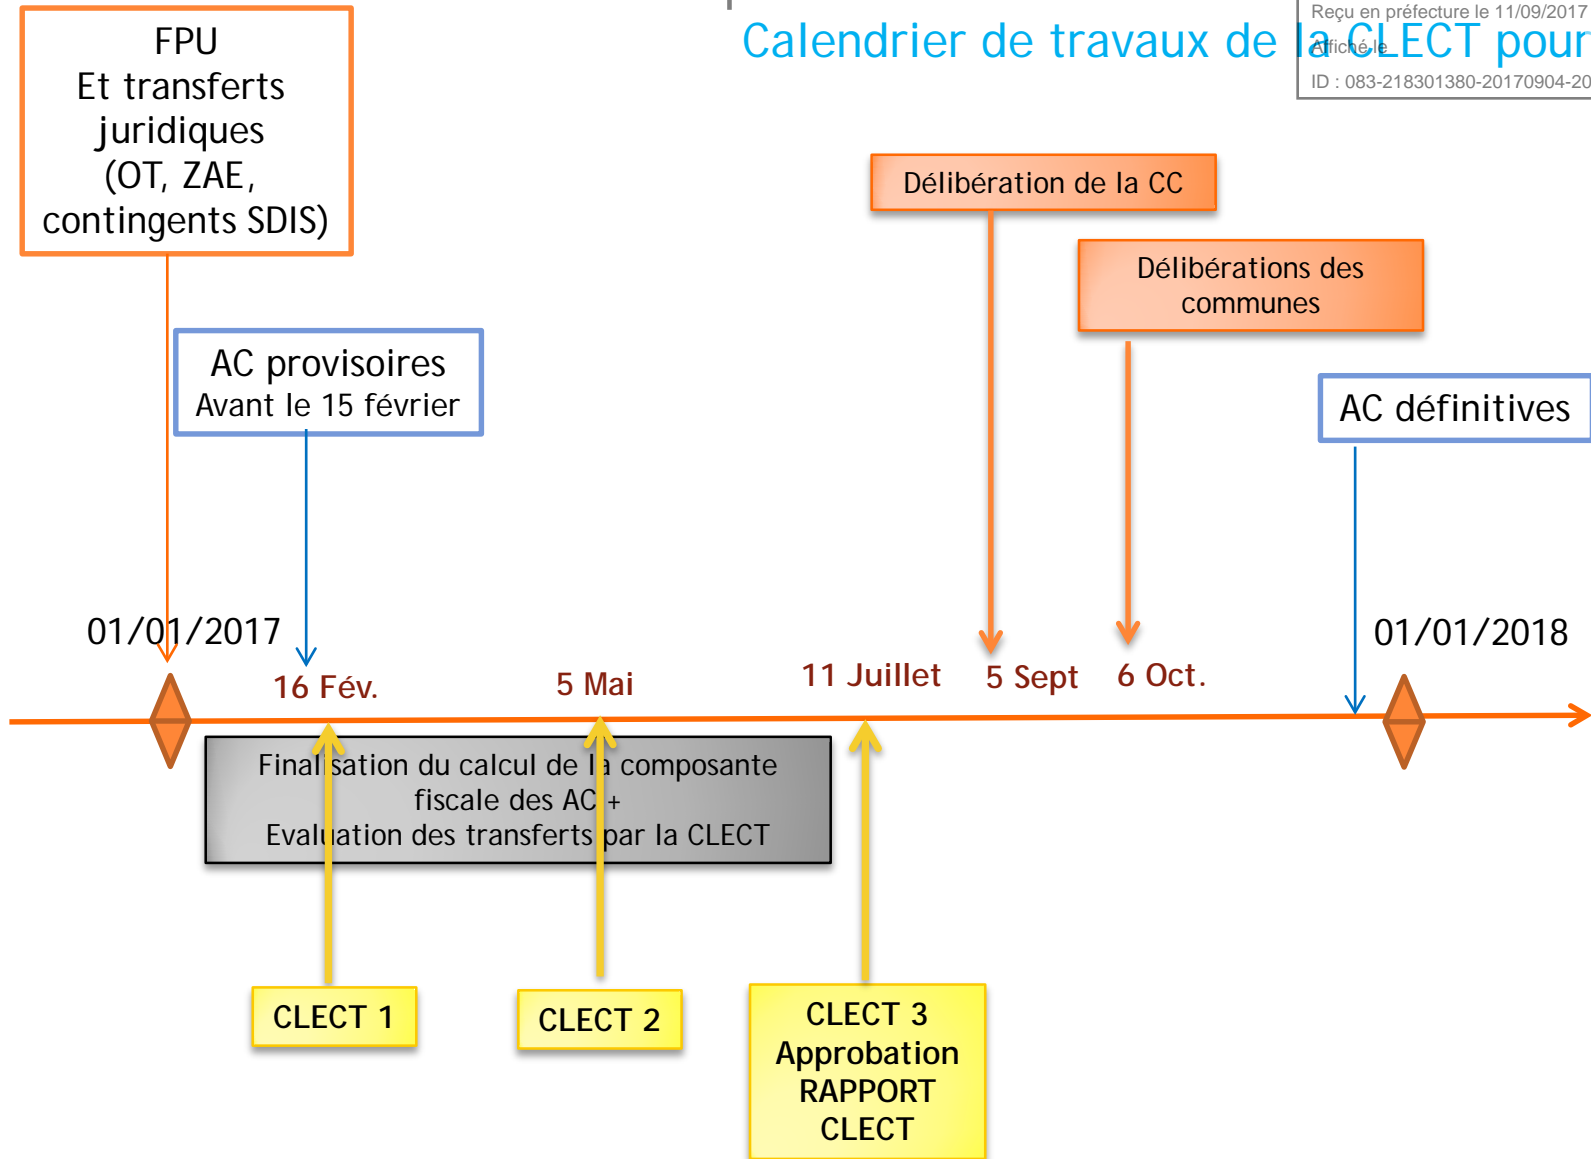 Reçu en préfecture le 11/09/2017
Calendrier de travaux de la CLECT pour
Affiché le
ID : 083-218301380-20170904-20
FPU
Et transferts
juridiques
(OT, ZAE,
contingents SDIS)
Délibération de la CC
Délibérations des
communes
AC provisoires
Avant le 15 février
AC définitives
01/01/2017
01/01/2018
16 Fév.
5 Mai
11 Juillet
5 Sept
6 Oct.
Finalisation du calcul de la composante
fiscale des AC +
Evaluation des transferts par la CLECT
CLECT 1
CLECT 2
CLECT 3
Approbation
RAPPORT
CLECT